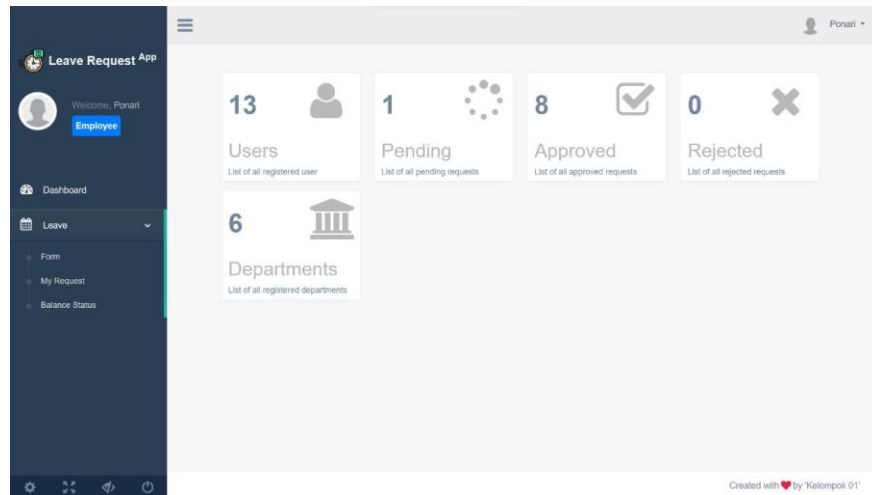 Leave Request App
Ponari
Welcome, Ponari
Employee
Dashboard
Leave
Form
My Request
Balance Status
13
Users
List of all registered user
1
Pending
List of all pending requests
8
Approved
List of all approved requests
0
Rejected
List of all rejected requests
6
Departments
List of all registered departments
Created with ❤ by 'Kelompok 01'